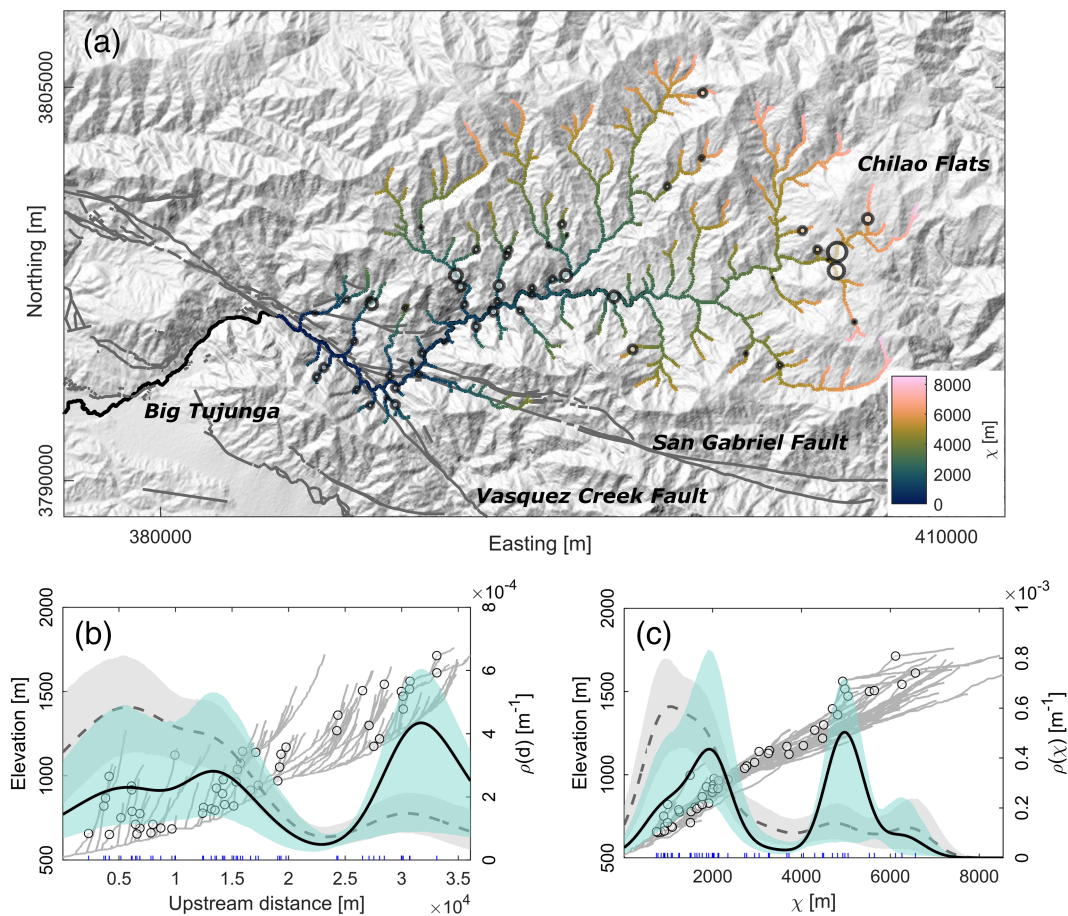 (a)
3805000
Northing [m]
3790000
Chilao Flats
Big Tujunga
San Gabriel Fault
Vasquez Creek Fault
8000
6000
4000
2000
0
χ [m]
380000
Easting [m]
410000
(b)
2000
1500
1000
500
Elevation [m]
×10⁻⁴
8
6
4
2
0
ρ(d) [m⁻¹]
0.5
1
1.5
2
2.5
3
3.5
Upstream distance [m]
×10⁴
(c)
2000
1500
1000
500
Elevation [m]
×10⁻³
1
0.8
0.6
0.4
0.2
0
ρ(χ) [m⁻¹]
2000
4000
6000
8000
χ [m]